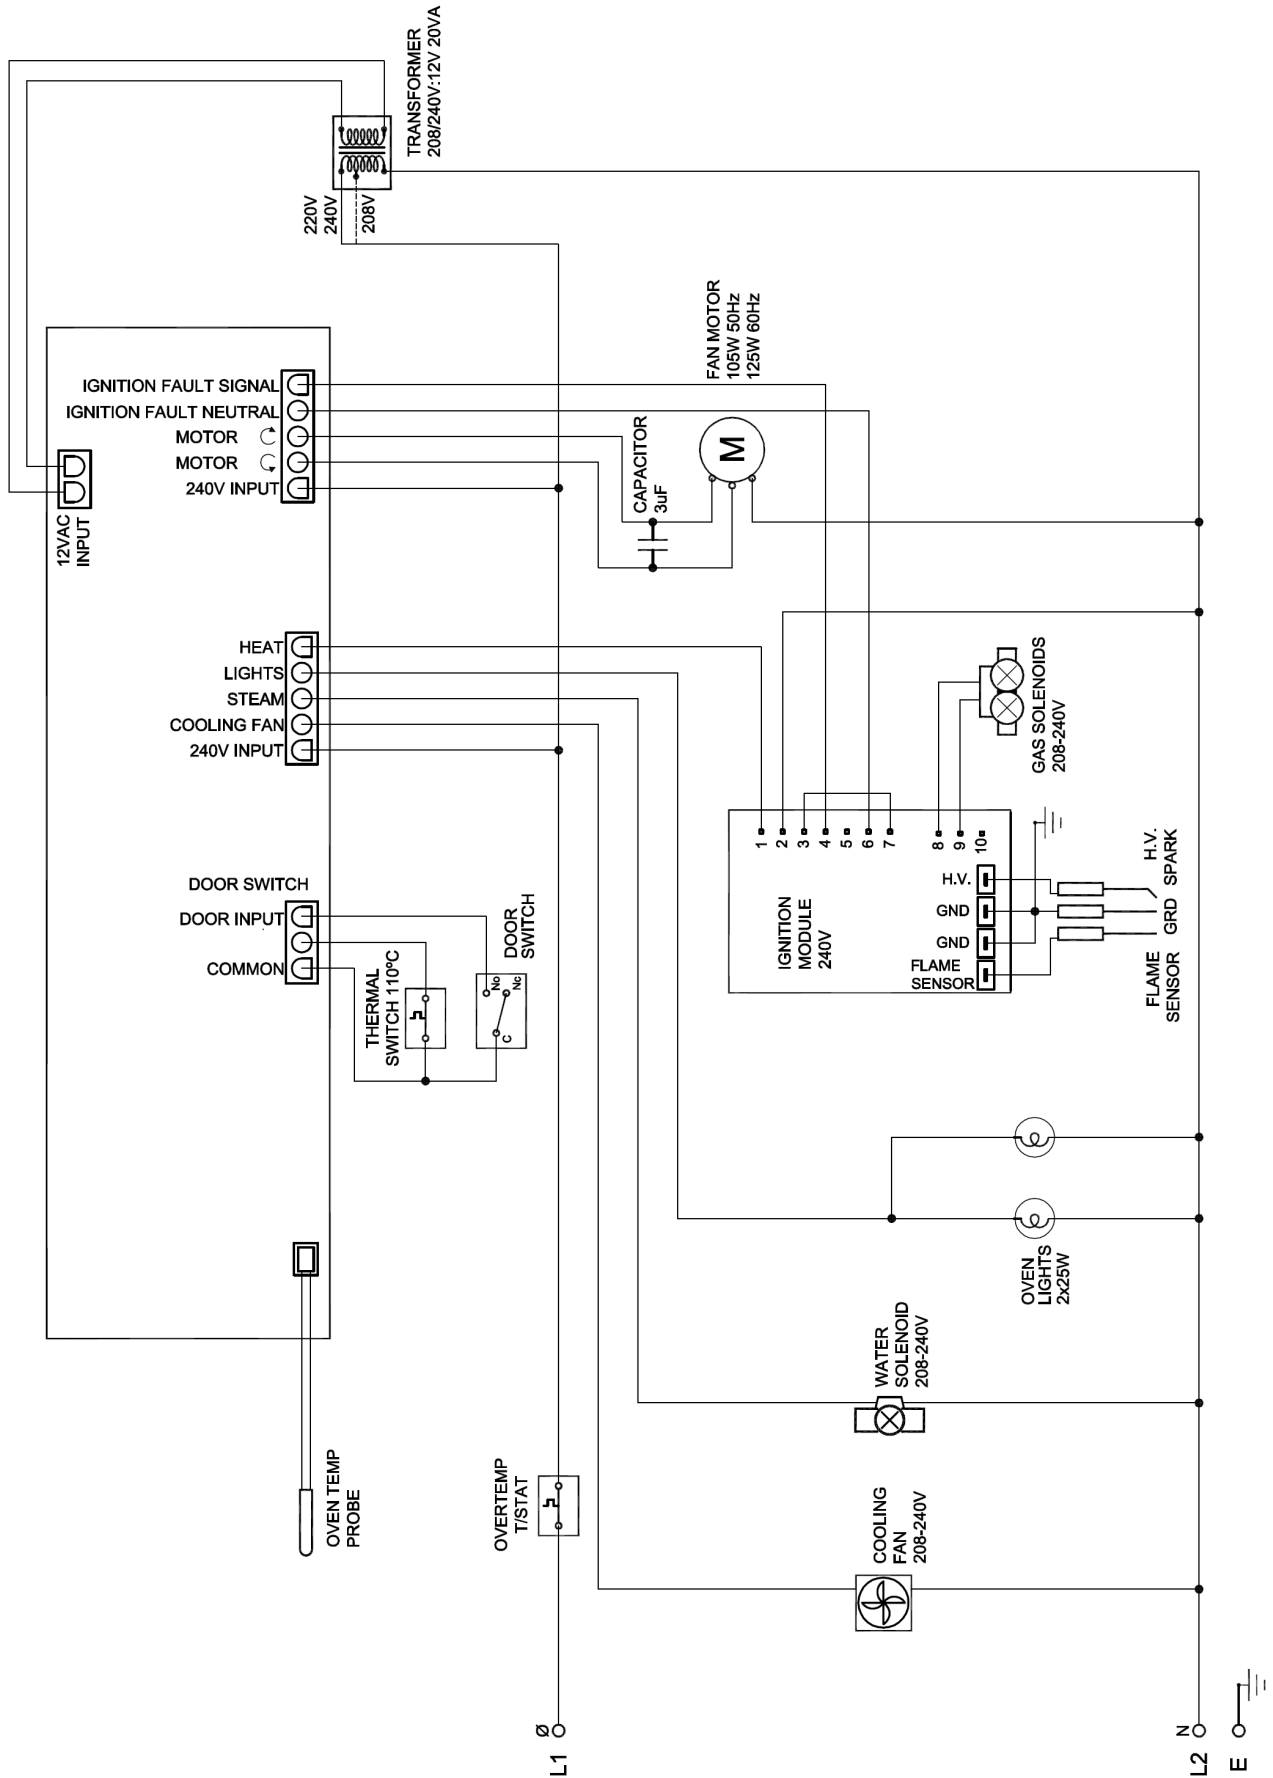 TRANSFORMER
208/240V:12V 20VA
220V
240V
208V
IGNITION FAULT SIGNAL
IGNITION FAULT NEUTRAL
MOTOR
MOTOR
240V INPUT
12VAC
INPUT
FAN MOTOR
105W 50Hz
125W 60Hz
M
CAPACITOR
3uF
HEAT
LIGHTS
STEAM
COOLING FAN
240V INPUT
GAS SOLENOIDS
208-240V
DOOR SWITCH
DOOR INPUT
COMMON
THERMAL
SWITCH 110ºC
DOOR
SWITCH
No
Nc
C
IGNITION
MODULE
240V
1
2
3
4
5
6
7
8
9
10
H.V.
GND
GND
FLAME
SENSOR
H.V.
SPARK
GRD
FLAME
SENSOR
OVEN
LIGHTS
2x25W
WATER
SOLENOID
208-240V
COOLING
FAN
208-240V
OVEN TEMP
PROBE
OVERTEMP
T/STAT
Ø
L1
N
L2
E